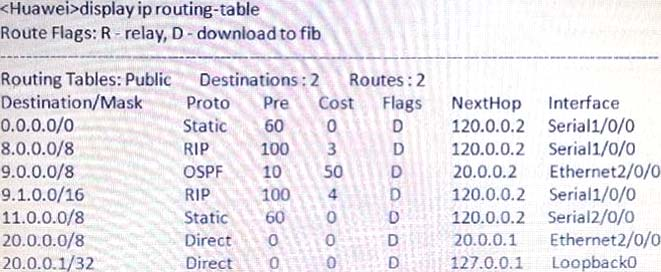 <Huawei>display ip routing-table
Route Flags: R - relay, D - download to fib
Routing Tables: Public Destinations : 2 Routes : 2
Destination/Mask Proto Pre Cost Flags NextHop Interface
0.0.0.0/0 Static 60 0 D 120.0.0.2 Serial1/0/0
8.0.0.0/8 RIP 100 3 D 120.0.0.2 Serial1/0/0
9.0.0.0/8 OSPF 10 50 D 20.0.0.2 Ethernet2/0/0
9.1.0.0/16 RIP 100 4 D 120.0.0.2 Serial1/0/0
11.0.0.0/8 Static 60 0 D 120.0.0.2 Serial2/0/0
20.0.0.0/8 Direct 0 0 D 20.0.0.1 Ethernet2/0/0
20.0.0.1/32 Direct 0 0 D 127.0.0.1 Loopback0